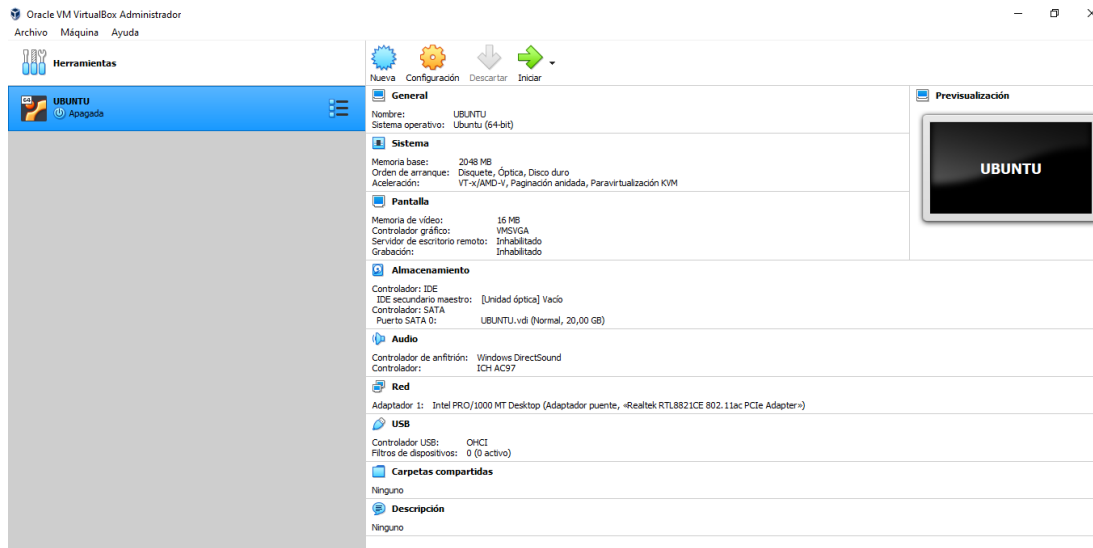 Oracle VM VirtualBox Administrador
Archivo Máquina Ayuda
Herramientas
Nueva Configuración Descartar Iniciar
64
UBUNTU
Apagada
General
Nombre: UBUNTU
Sistema operativo: Ubuntu (64-bit)
Previsualización
UBUNTU
Sistema
Memoria base: 2048 MB
Orden de arranque: Disquete, Óptica, Disco duro
Aceleración: VT-x/AMD-V, Paginación anidada, Paravirtualización KVM
Pantalla
Memoria de vídeo: 16 MB
Controlador gráfico: VMSVGA
Servidor de escritorio remoto: Inhabilitado
Grabación: Inhabilitado
Almacenamiento
Controlador: IDE
IDE secundario maestro: [Unidad óptica] Vacío
Controlador: SATA
Puerto SATA 0: UBUNTU.vdi (Normal, 20,00 GB)
Audio
Controlador de anfitrión: Windows DirectSound
Controlador: ICH AC97
Red
Adaptador 1: Intel PRO/1000 MT Desktop (Adaptador puente, «Realtek RTL8821CE 802.11ac PCIe Adapter»)
USB
Controlador USB: OHCI
Filtros de dispositivos: 0 (0 activo)
Carpetas compartidas
Ninguno
Descripción
Ninguno